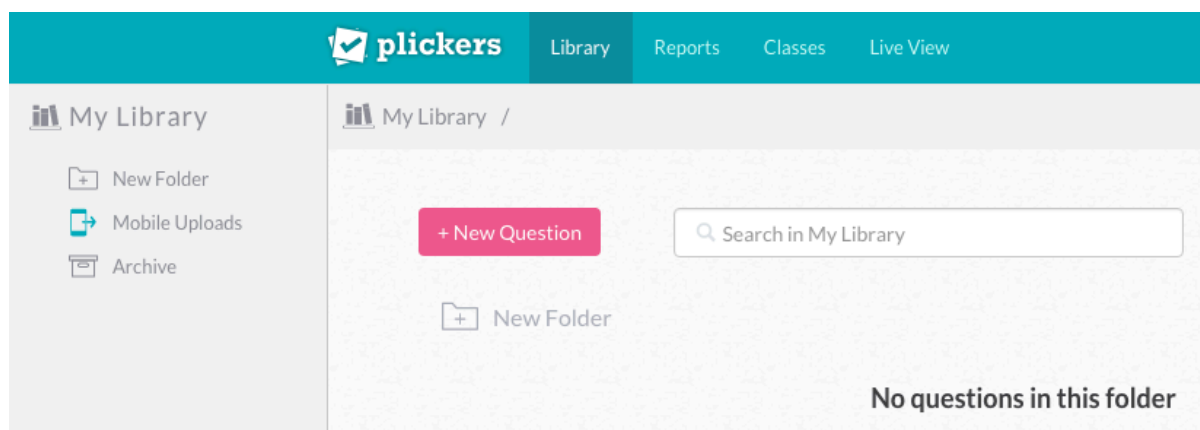 plickers Library Reports Classes Live View
My Library
New Folder
Mobile Uploads
Archive
My Library /
+ New Question
Search in My Library
New Folder
No questions in this folder